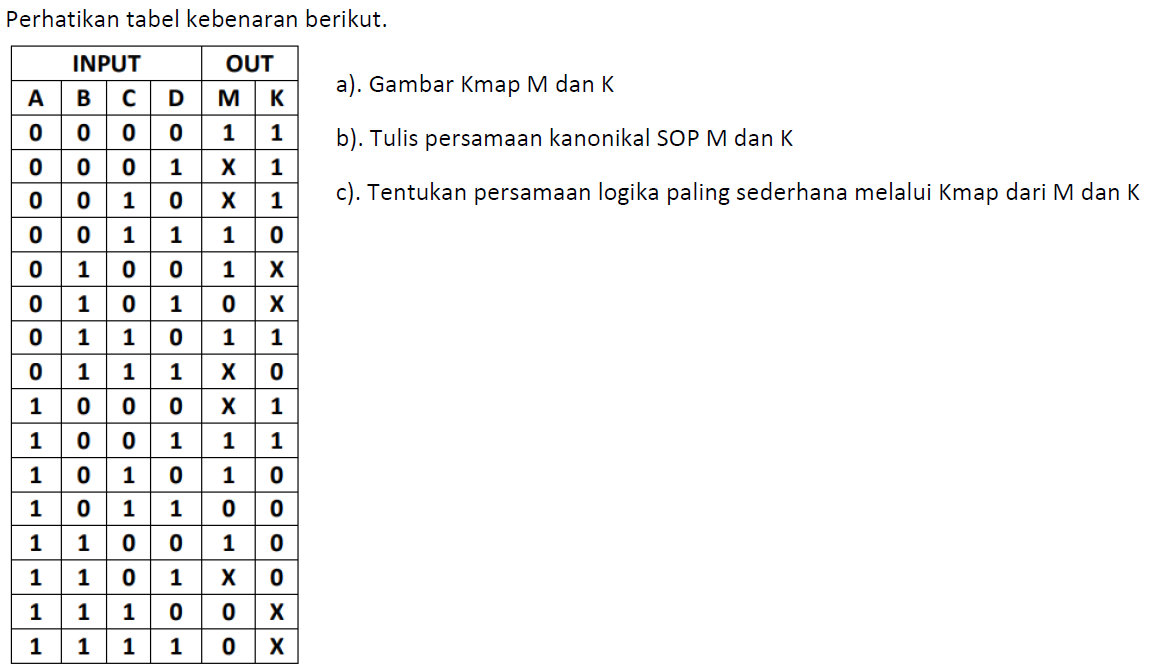 Perhatikan tabel kebenaran berikut.
INPUT OUT
A B C D M K
0 0 0 0 1 1
0 0 0 1 X 1
0 0 1 0 X 1
0 0 1 1 1 0
0 1 0 0 1 X
0 1 0 1 0 X
0 1 1 0 1 1
0 1 1 1 X 0
1 0 0 0 X 1
1 0 0 1 1 1
1 0 1 0 1 0
1 0 1 1 0 0
1 1 0 0 1 0
1 1 0 1 X 0
1 1 1 0 0 X
1 1 1 1 0 X
a). Gambar Kmap M dan K
b). Tulis persamaan kanonikal SOP M dan K
c). Tentukan persamaan logika paling sederhana melalui Kmap dari M dan K